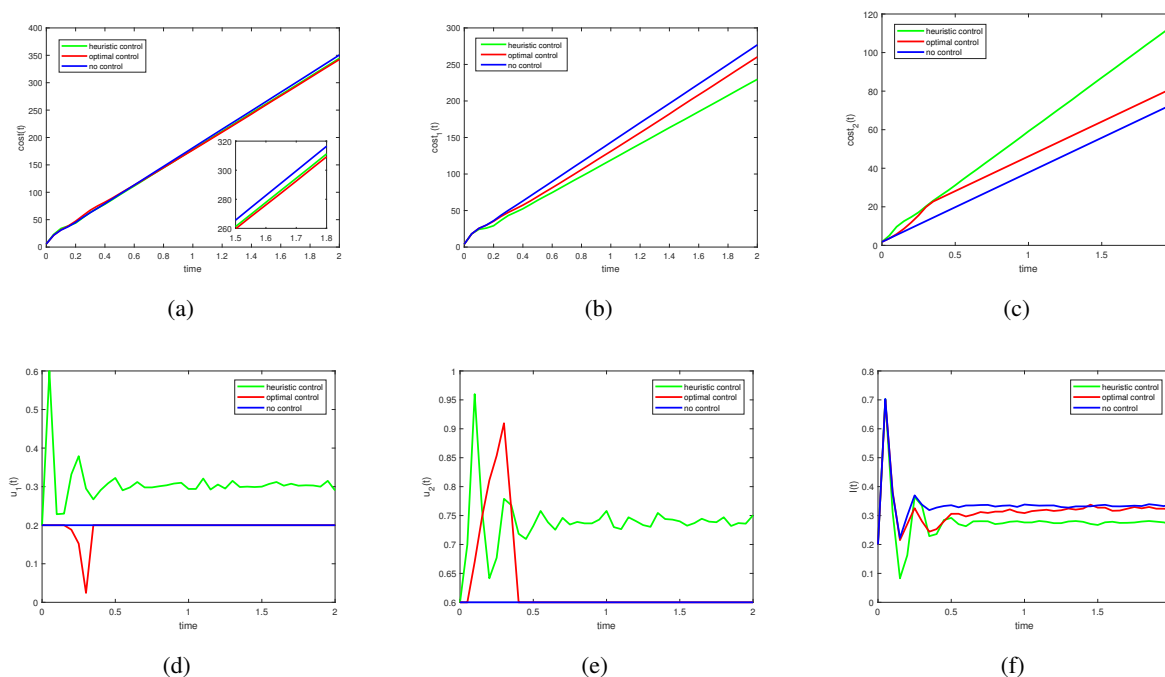 400
350
300
250
200
150
100
50
0
cost(t)
heuristic control
optimal control
no control
320
300
280
260
1.5 1.6 1.7 1.8
0 0.2 0.4 0.6 0.8 1 1.2 1.4 1.6 1.8 2
time
(a)
300
250
200
150
100
50
0
cost1(t)
heuristic control
optimal control
no control
0 0.2 0.4 0.6 0.8 1 1.2 1.4 1.6 1.8 2
time
(b)
120
100
80
60
40
20
0
cost2(t)
heuristic control
optimal control
no control
0 0.5 1 1.5
time
(c)
0.6
0.5
0.4
0.3
0.2
0.1
0
u1(t)
heuristic control
optimal control
no control
0 0.5 1 1.5 2
time
(d)
1
0.95
0.9
0.85
0.8
0.75
0.7
0.65
0.6
u2(t)
heuristic control
optimal control
no control
0 0.5 1 1.5 2
time
(e)
0.8
0.7
0.6
0.5
0.4
0.3
0.2
0.1
0
I(t)
heuristic control
optimal control
no control
0 0.5 1 1.5
time
(f)